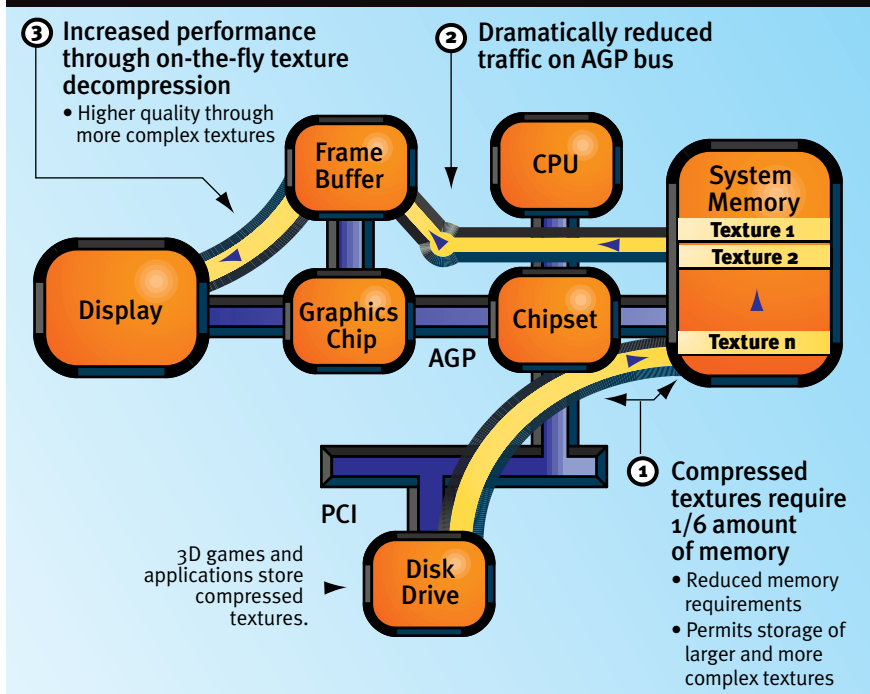 3 Increased performance
through on-the-fly texture
decompression
• Higher quality through
more complex textures
2 Dramatically reduced
traffic on AGP bus
Frame
Buffer
CPU
System
Memory
Texture 1
Texture 2
Texture n
Display
Graphics
Chip
AGP
Chipset
PCI
1 Compressed
textures require
1/6 amount
of memory
• Reduced memory
requirements
• Permits storage of
larger and more
complex textures
3D games and
applications store
compressed
textures.
Disk
Drive